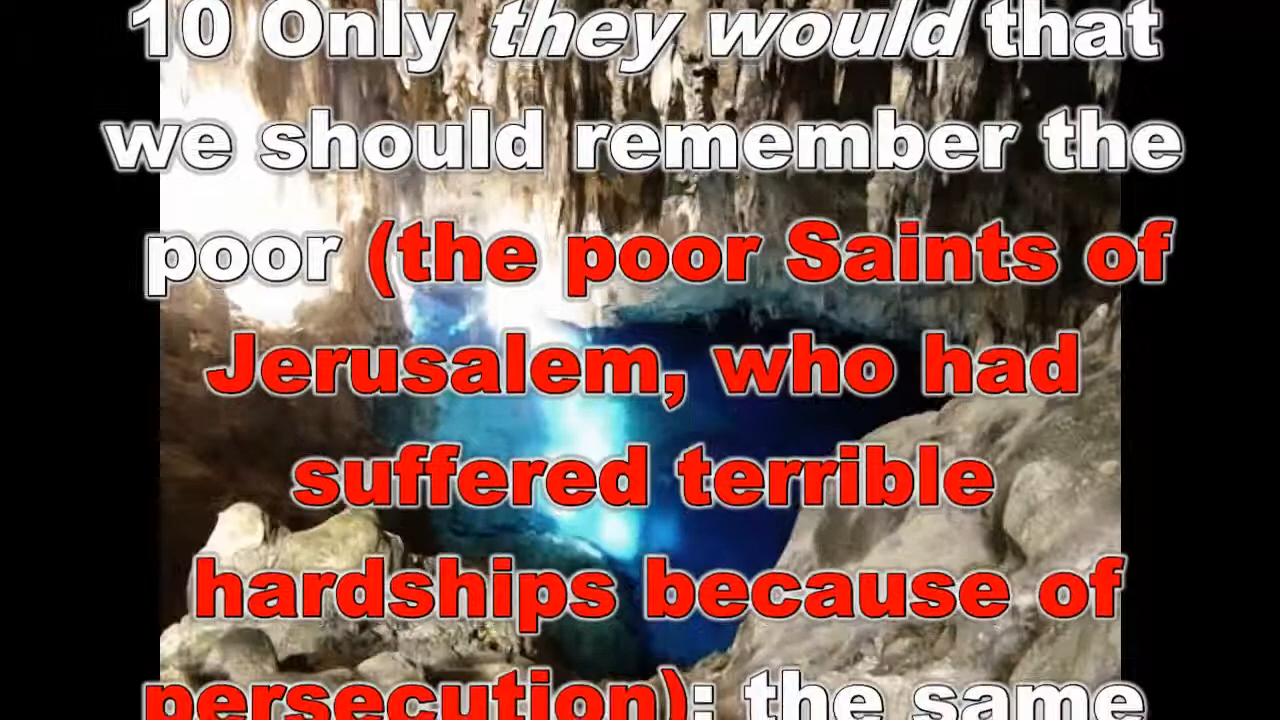 10 Only they would that
we should remember the
poor (the poor Saints of
Jerusalem, who had
suffered terrible
hardships because of
persecution); the same